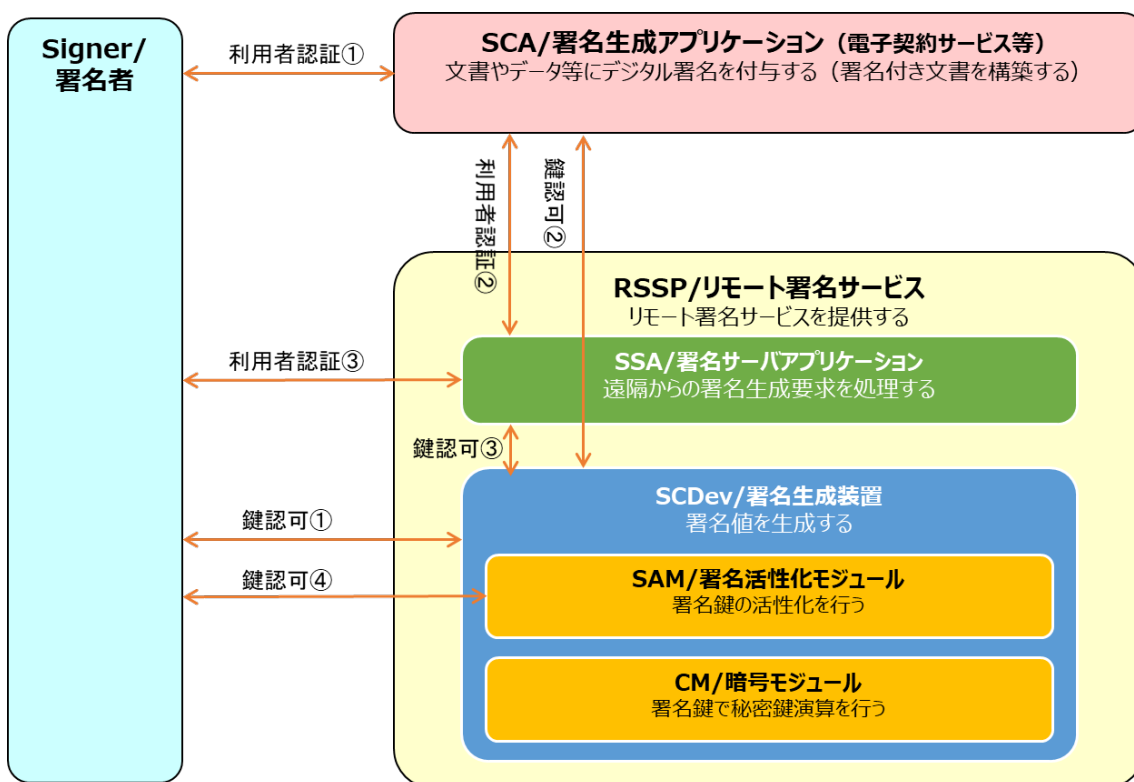 Signer/
署名者
利用者認証①
SCA/署名生成アプリケーション（電子契約サービス等）
文書やデータ等にデジタル署名を付与する（署名付き文書を構築する）
利用者認証②
鍵認可②
RSSP/リモート署名サービス
リモート署名サービスを提供する
利用者認証③
SSA/署名サーバアプリケーション
遠隔からの署名生成要求を処理する
鍵認可③
SCDev/署名生成装置
署名値を生成する
鍵認可①
鍵認可④
SAM/署名活性化モジュール
署名鍵の活性化を行う
CM/暗号モジュール
署名鍵で秘密鍵演算を行う